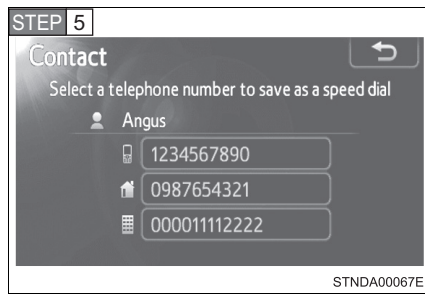 STEP 5
Contact
Select a telephone number to save as a speed dial
Angus
1234567890
0987654321
000011112222
STNDA00067E